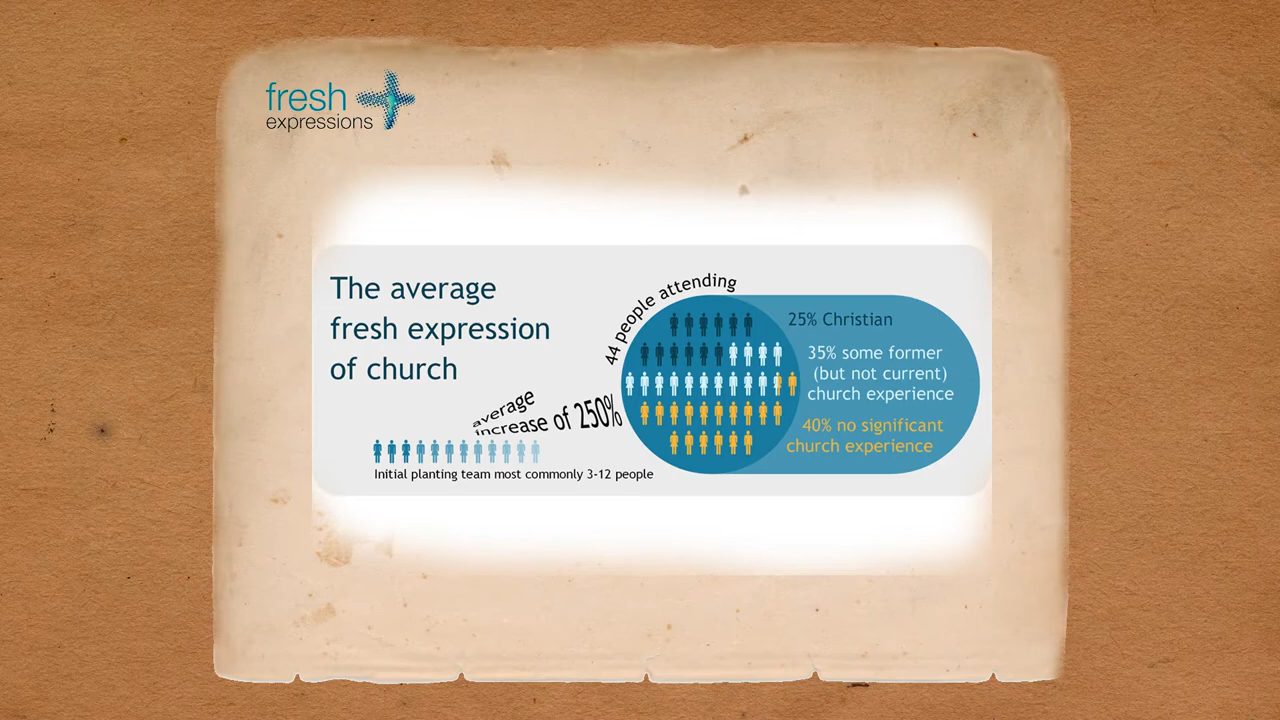 fresh
expressions
The average
fresh expression
of church
44 people attending
25% Christian
35% some former
(but not current)
church experience
40% no significant
church experience
average
increase of 250%
Initial planting team most commonly 3-12 people